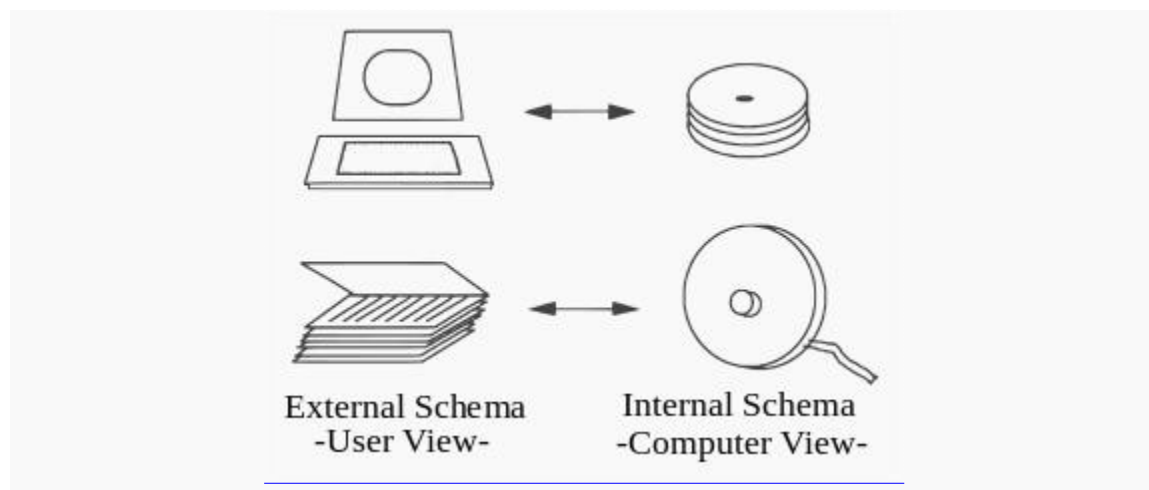 External Schema
-User View-
Internal Schema
-Computer View-